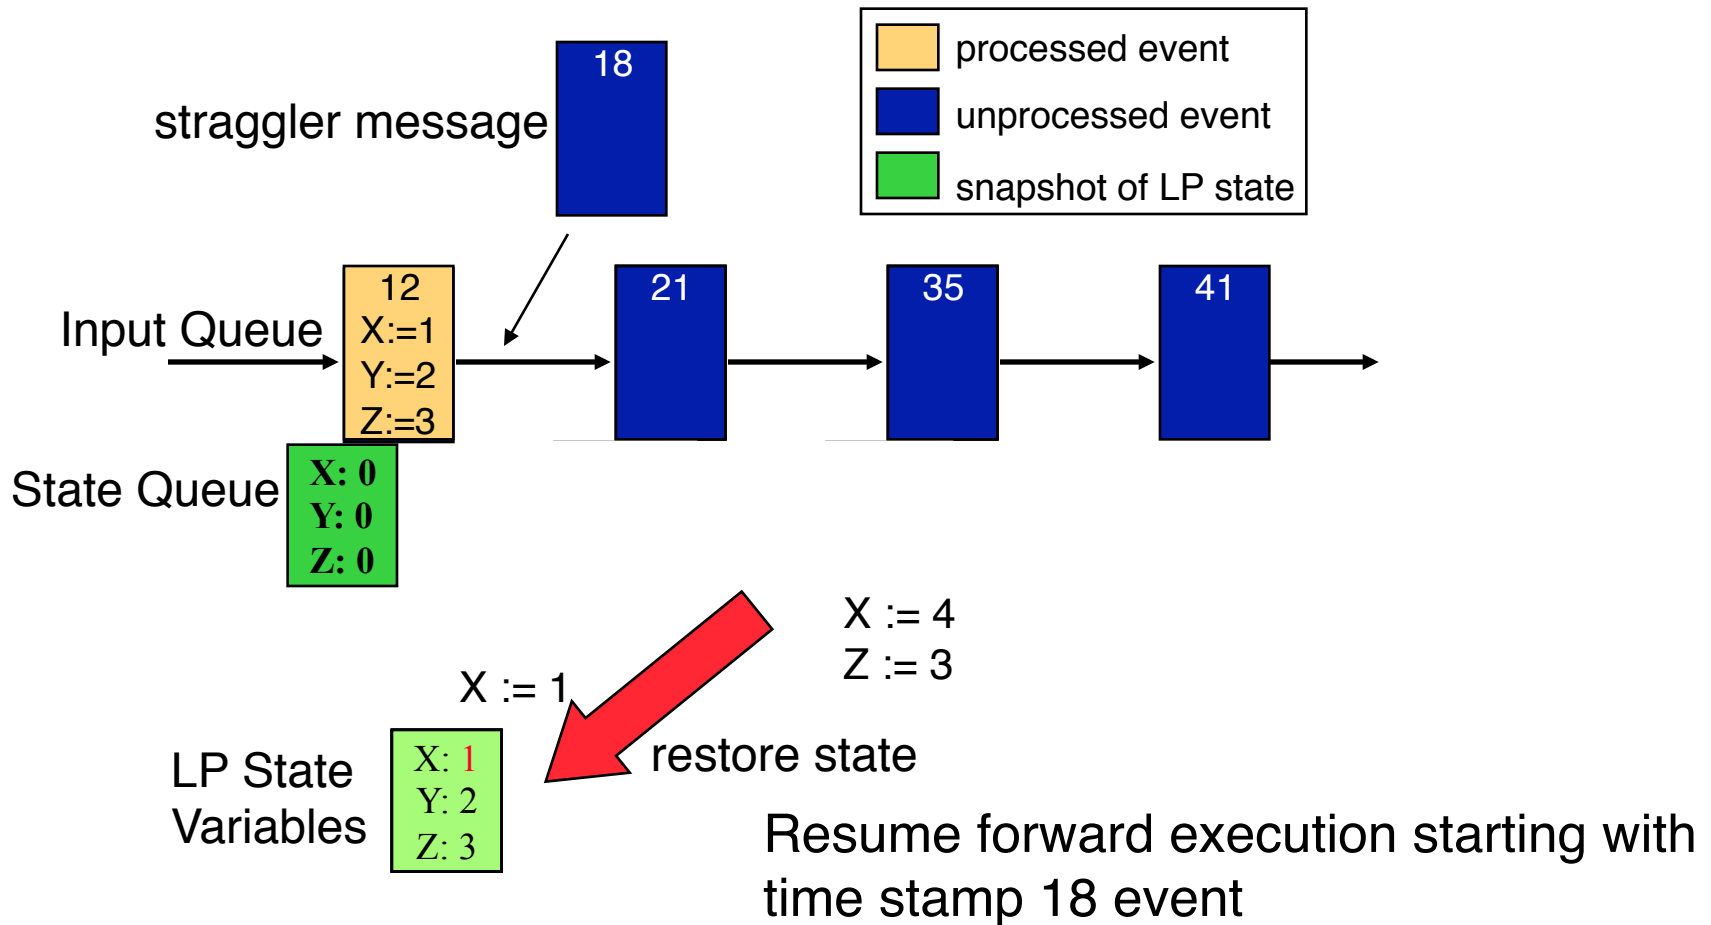 18
straggler message
processed event
unprocessed event
snapshot of LP state
Input Queue
12
X:=1
Y:=2
Z:=3
21
35
41
State Queue
X: 0
Y: 0
Z: 0
X := 4
Z := 3
X := 1
restore state
LP State
Variables
X: 1
Y: 2
Z: 3
Resume forward execution starting with
time stamp 18 event